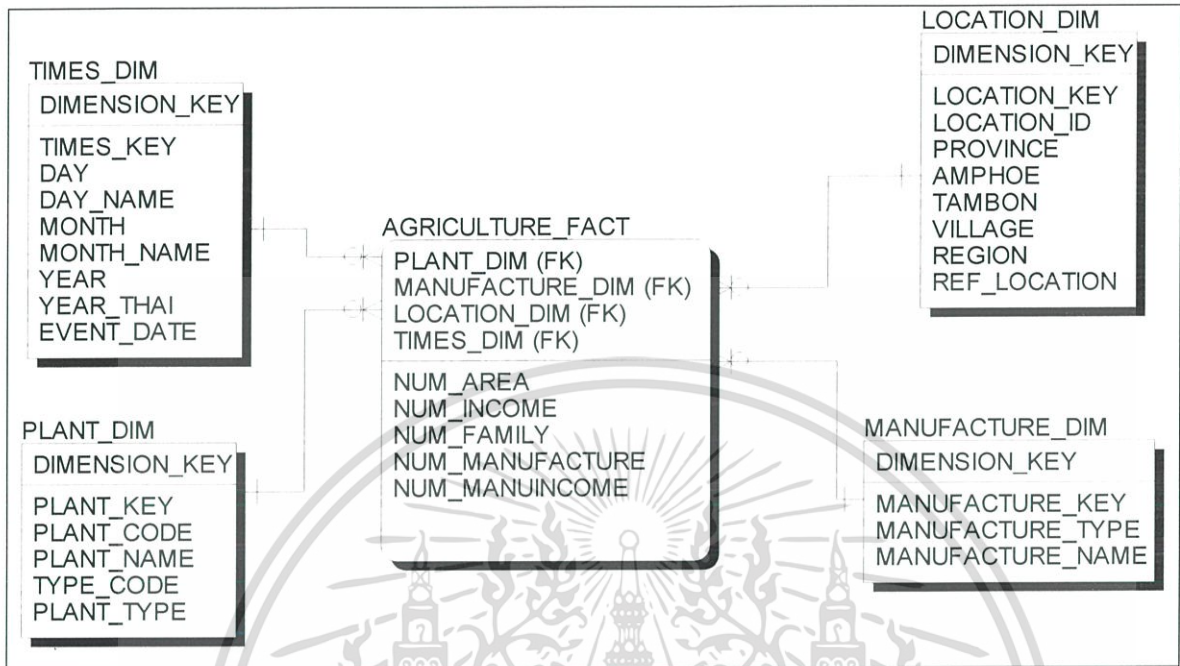 TIMES_DIM
DIMENSION_KEY
TIMES_KEY
DAY
DAY_NAME
MONTH
MONTH_NAME
YEAR
YEAR_THAI
EVENT_DATE
PLANT_DIM
DIMENSION_KEY
PLANT_KEY
PLANT_CODE
PLANT_NAME
TYPE_CODE
PLANT_TYPE
AGRICULTURE_FACT
PLANT_DIM (FK)
MANUFACTURE_DIM (FK)
LOCATION_DIM (FK)
TIMES_DIM (FK)
NUM_AREA
NUM_INCOME
NUM_FAMILY
NUM_MANUFACTURE
NUM_MANUINCOME
LOCATION_DIM
DIMENSION_KEY
LOCATION_KEY
LOCATION_ID
PROVINCE
AMPHOE
TAMBON
VILLAGE
REGION
REF_LOCATION
MANUFACTURE_DIM
DIMENSION_KEY
MANUFACTURE_KEY
MANUFACTURE_TYPE
MANUFACTURE_NAME